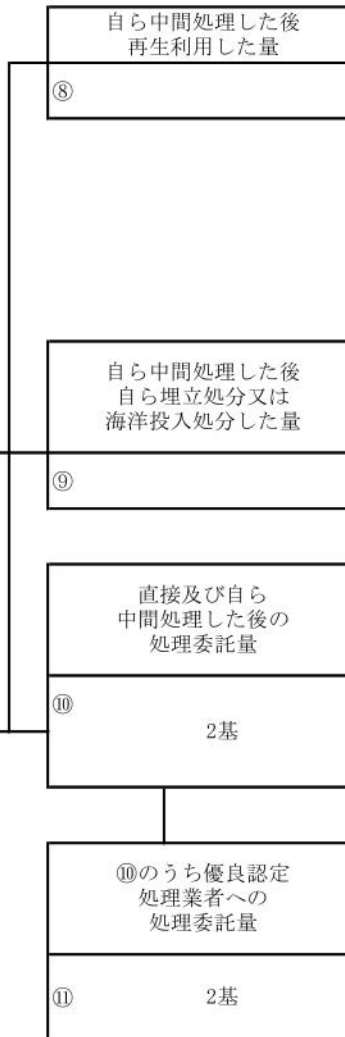 自ら中間処理した後
再生利用した量
⑧
自ら中間処理した後
自ら埋立処分又は
海洋投入処分した量
⑨
直接及び自ら
中間処理した後の
処理委託量
⑩
2基
⑩のうち優良認定
処理業者への
処理委託量
⑪
2基